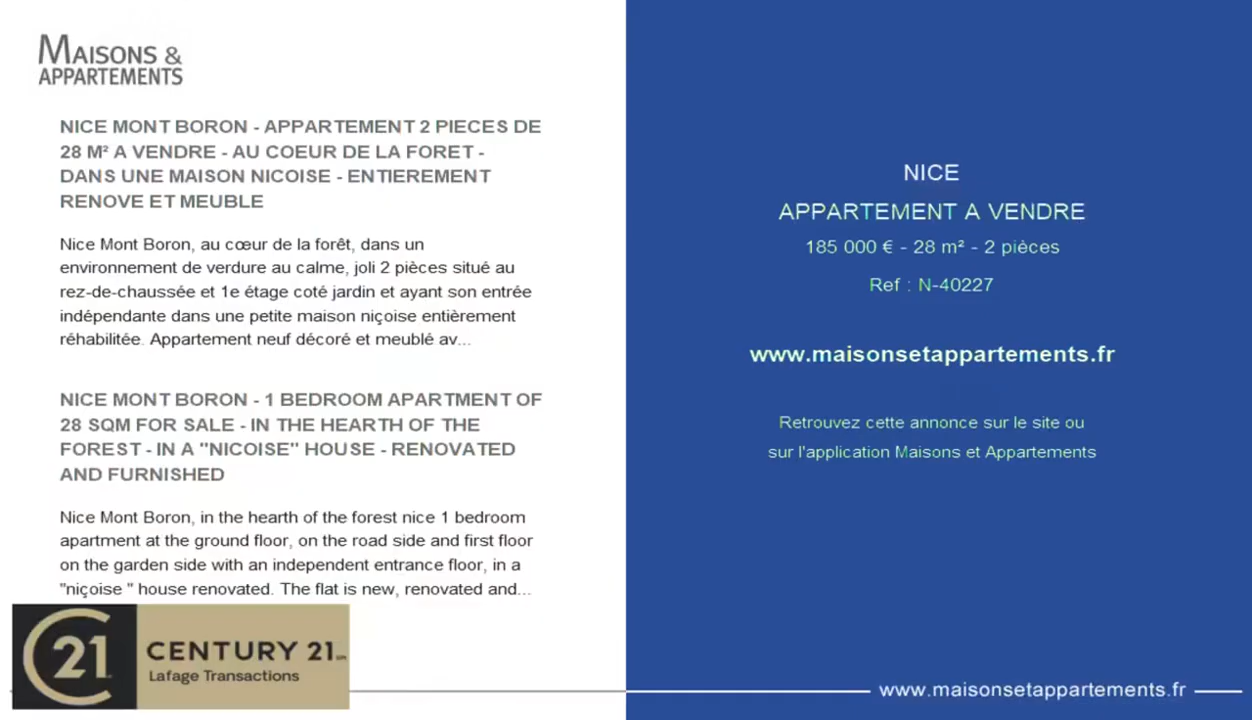 MAISONS &
APPARTEMENTS
NICE MONT BORON - APPARTEMENT 2 PIECES DE
28 M² A VENDRE - AU COEUR DE LA FORET -
DANS UNE MAISON NICOISE - ENTIEREMENT
RENOVE ET MEUBLE
Nice Mont Boron, au cœur de la forêt, dans un
environnement de verdure au calme, joli 2 pièces situé au
rez-de-chaussée et 1e étage coté jardin et ayant son entrée
indépendante dans une petite maison niçoise entièrement
réhabilitée. Appartement neuf décoré et meublé av...
NICE MONT BORON - 1 BEDROOM APARTMENT OF
28 SQM FOR SALE - IN THE HEARTH OF THE
FOREST - IN A "NICOISE" HOUSE - RENOVATED
AND FURNISHED
Nice Mont Boron, in the hearth of the forest nice 1 bedroom
apartment at the ground floor, on the road side and first floor
on the garden side with an independent entrance floor, in a
"niçoise " house renovated. The flat is new, renovated and...
C21
CENTURY 21
Lafage Transactions
NICE
APPARTEMENT A VENDRE
185 000 € - 28 m² - 2 pièces
Ref : N-40227
www.maisonsetappartements.fr
Retrouvez cette annonce sur le site ou
sur l'application Maisons et Appartements
www.maisonsetappartements.fr